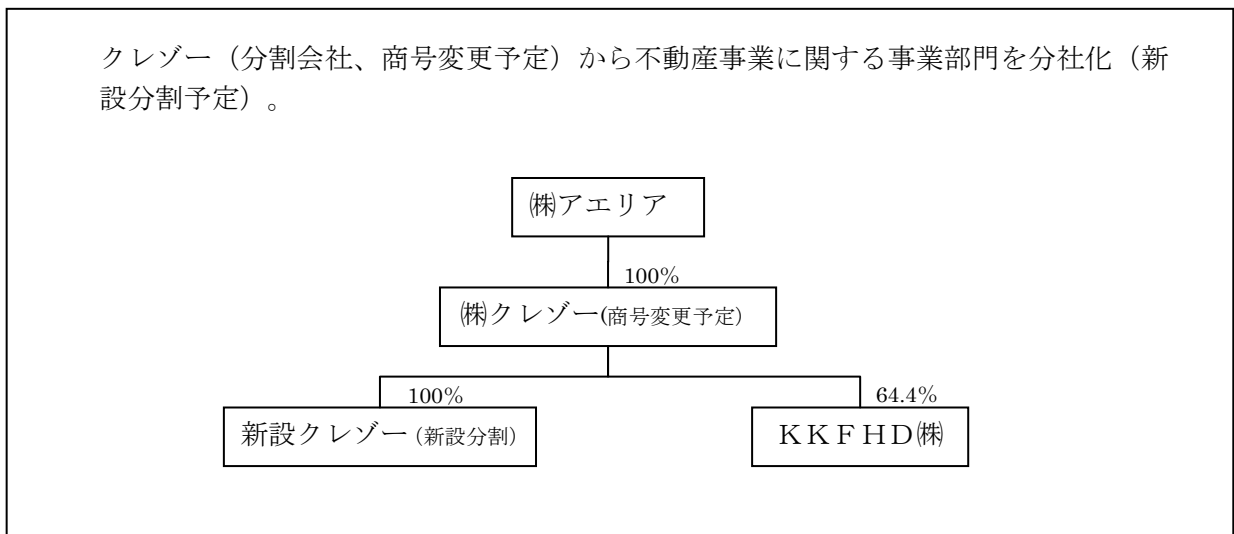 クレゾー（分割会社、商号変更予定）から不動産事業に関する事業部門を分社化（新
設分割予定）。
㈱アエリア
100%
㈱クレゾー(商号変更予定)
100%
64.4%
新設クレゾー(新設分割)
ＫＫＦＨＤ㈱